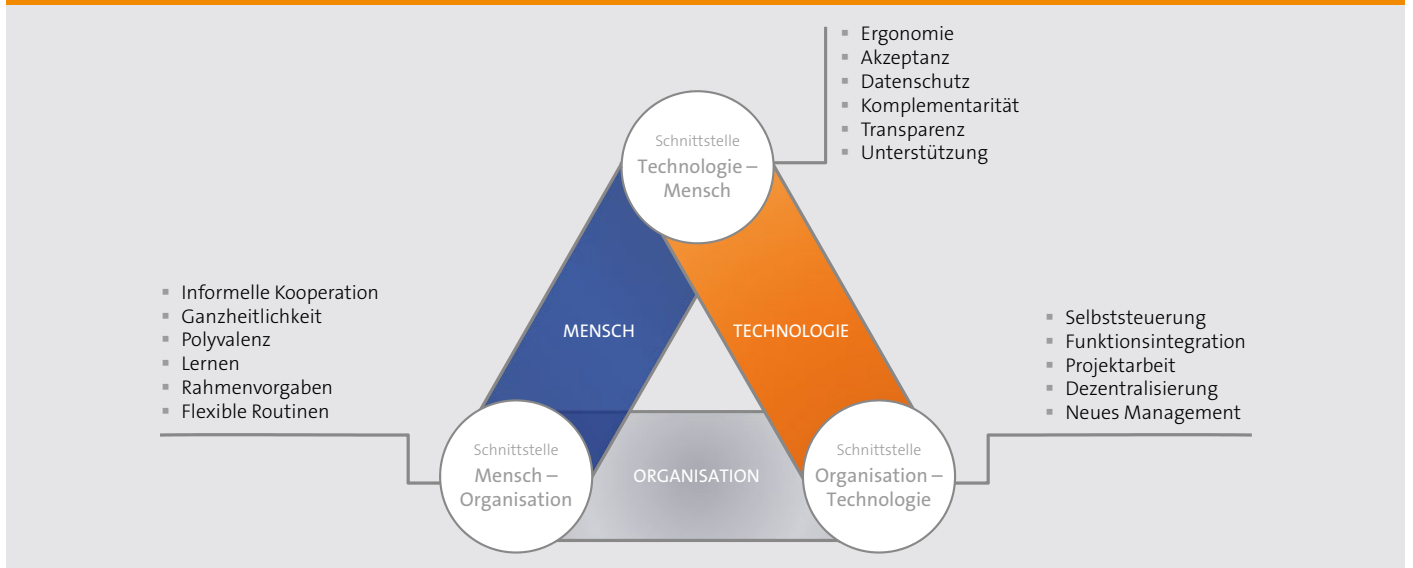 Ergonomie
Akzeptanz
Datenschutz
Komplementarität
Transparenz
Unterstützung
Schnittstelle
Technologie –
Mensch
Informelle Kooperation
Ganzheitlichkeit
Polyvalenz
Lernen
Rahmenvorgaben
Flexible Routinen
MENSCH
TECHNOLOGIE
Selbststeuerung
Funktionsintegration
Projektarbeit
Dezentralisierung
Neues Management
Schnittstelle
Mensch –
Organisation
ORGANISATION
Schnittstelle
Organisation –
Technologie